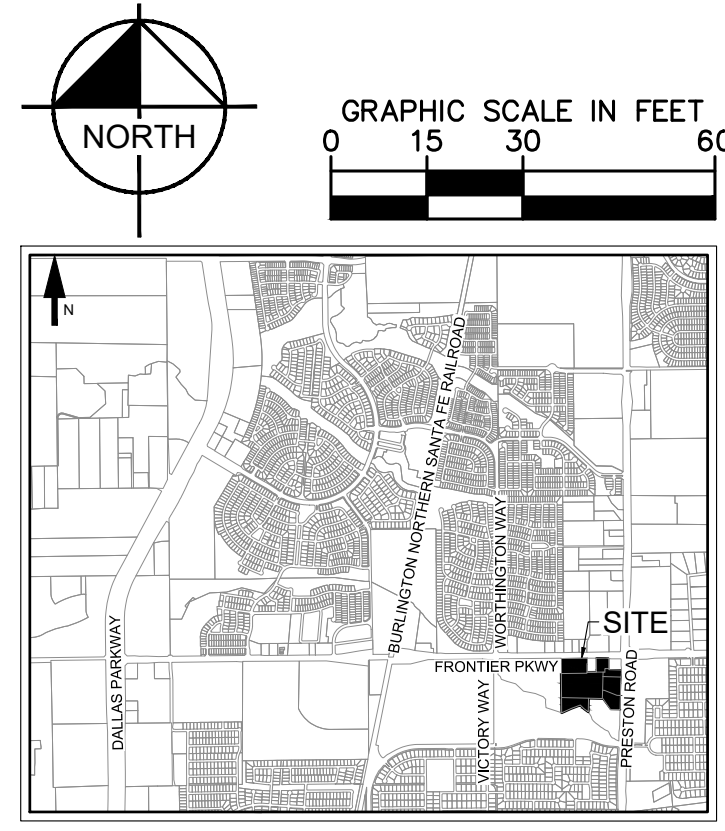 NORTH
GRAPHIC SCALE IN FEET
0 15 30 60
N
BURLINGTON NORTHERN SANTA FE RAILROAD
WORTHINGTON WAY
DALLAS PARKWAY
SITE
FRONTIER PKWY
VICTORY WAY
PRESTON ROAD